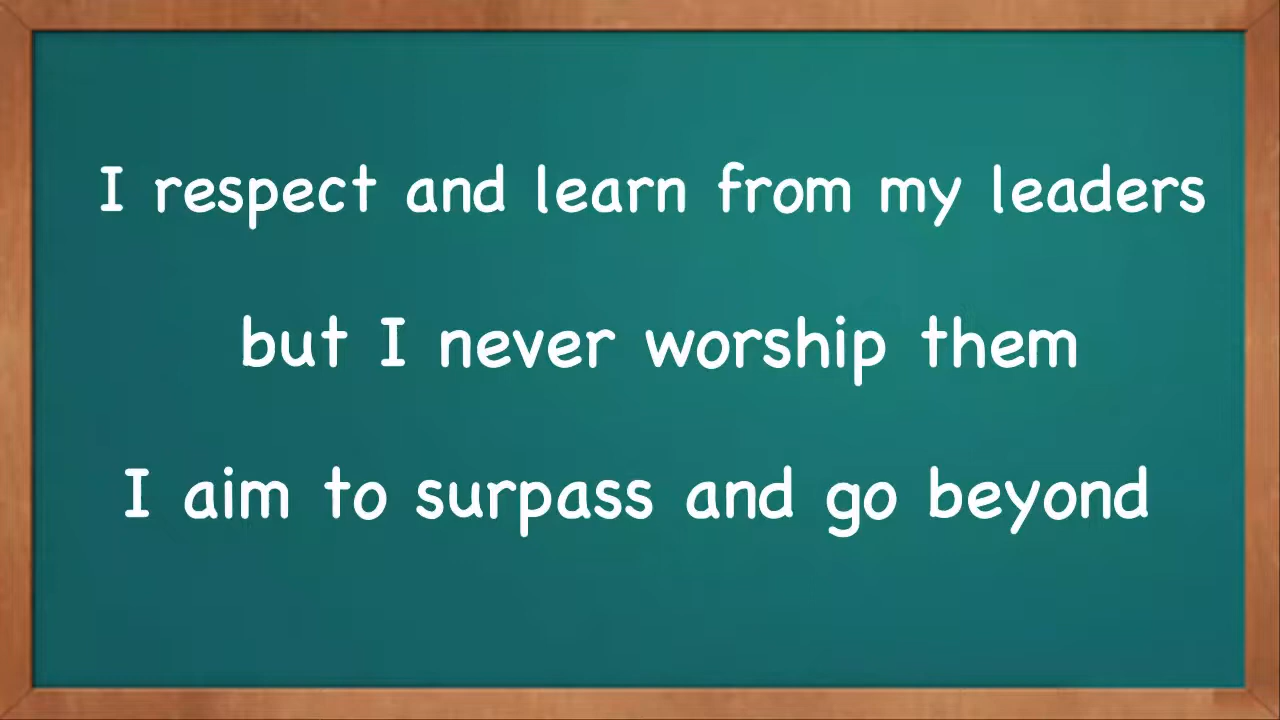 I respect and learn from my leaders
but I never worship them
I aim to surpass and go beyond